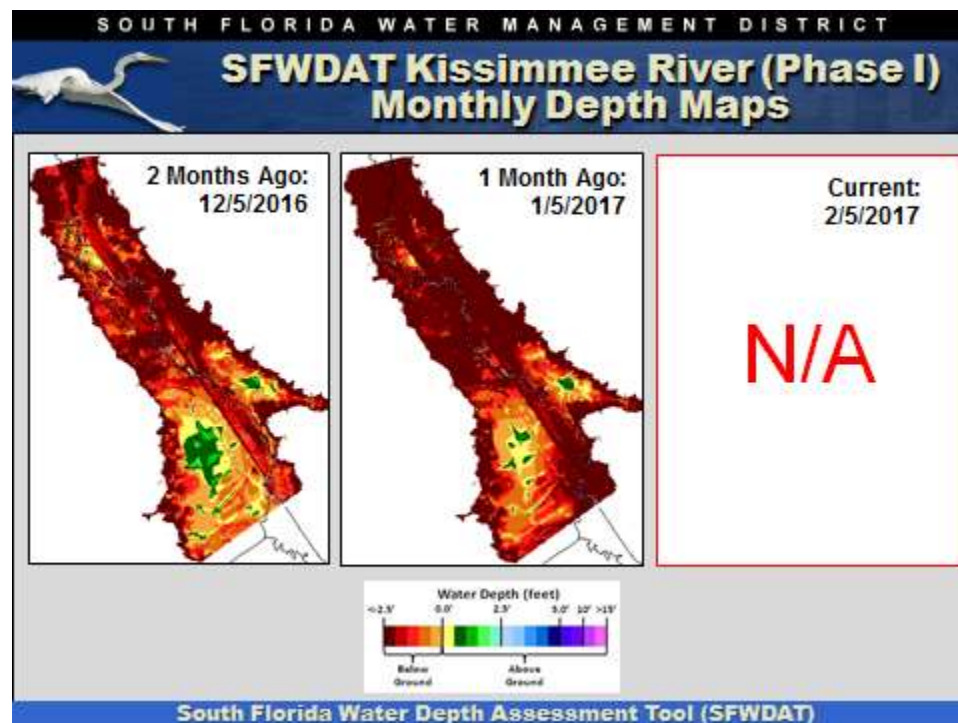 SOUTH FLORIDA WATER MANAGEMENT DISTRICT
SFWDAT Kissimmee River (Phase I)
Monthly Depth Maps
2 Months Ago:
12/5/2016
1 Month Ago:
1/5/2017
Current:
2/5/2017
N/A
Water Depth (feet)
<-2.5' 0.0' 2.5' 5.0' 10' >15'
Below
Ground
Above
Ground
South Florida Water Depth Assessment Tool (SFWDAT)